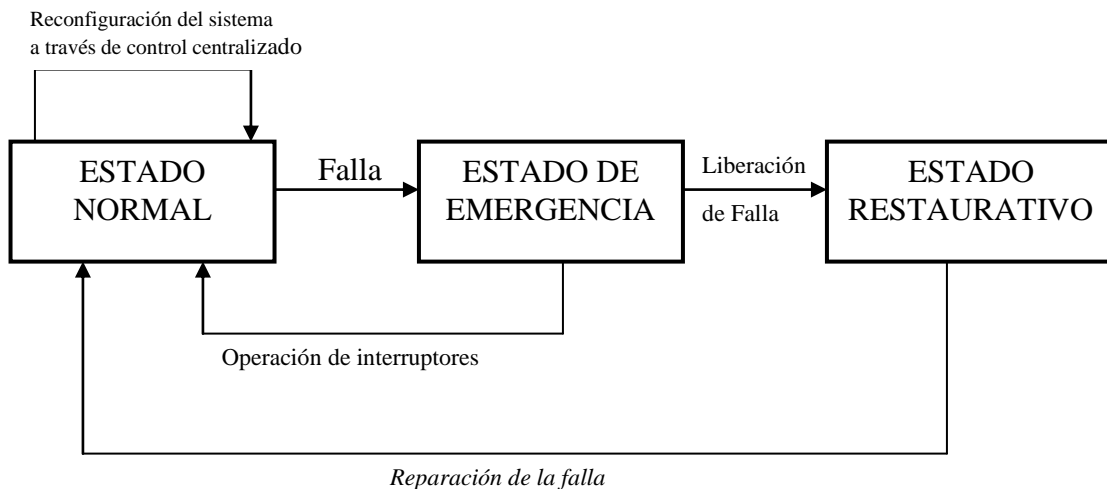 Reconfiguración del sistema
a través de control centralizado
ESTADO
NORMAL
Falla
ESTADO DE
EMERGENCIA
Liberación
de Falla
ESTADO
RESTAURATIVO
Operación de interruptores
Reparación de la falla